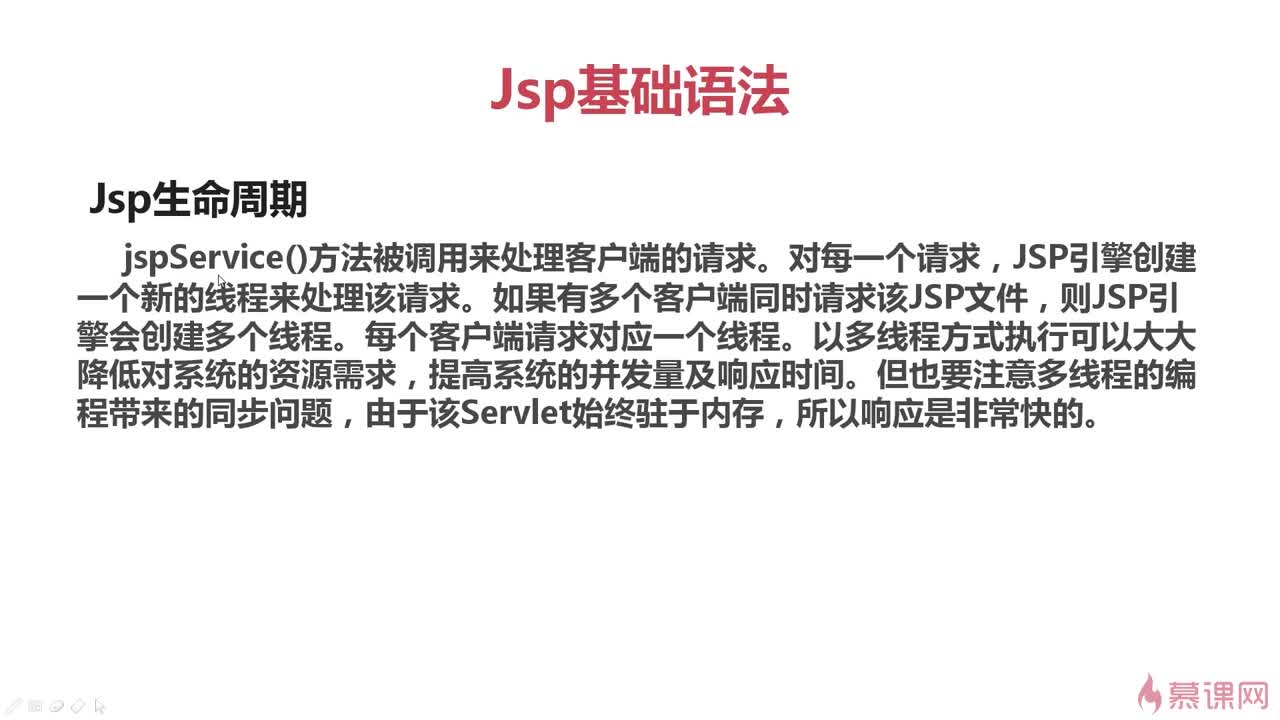 Jsp基础语法
Jsp生命周期
jspService()方法被调用来处理客户端的请求。对每一个请求，JSP引擎创建
一个新的线程来处理该请求。如果有多个客户端同时请求该JSP文件，则JSP引
擎会创建多个线程。每个客户端请求对应一个线程。以多线程方式执行可以大大
降低对系统的资源需求，提高系统的并发量及响应时间。但也要注意多线程的编
程带来的同步问题，由于该Servlet始终驻于内存，所以响应是非常快的。
慕课网